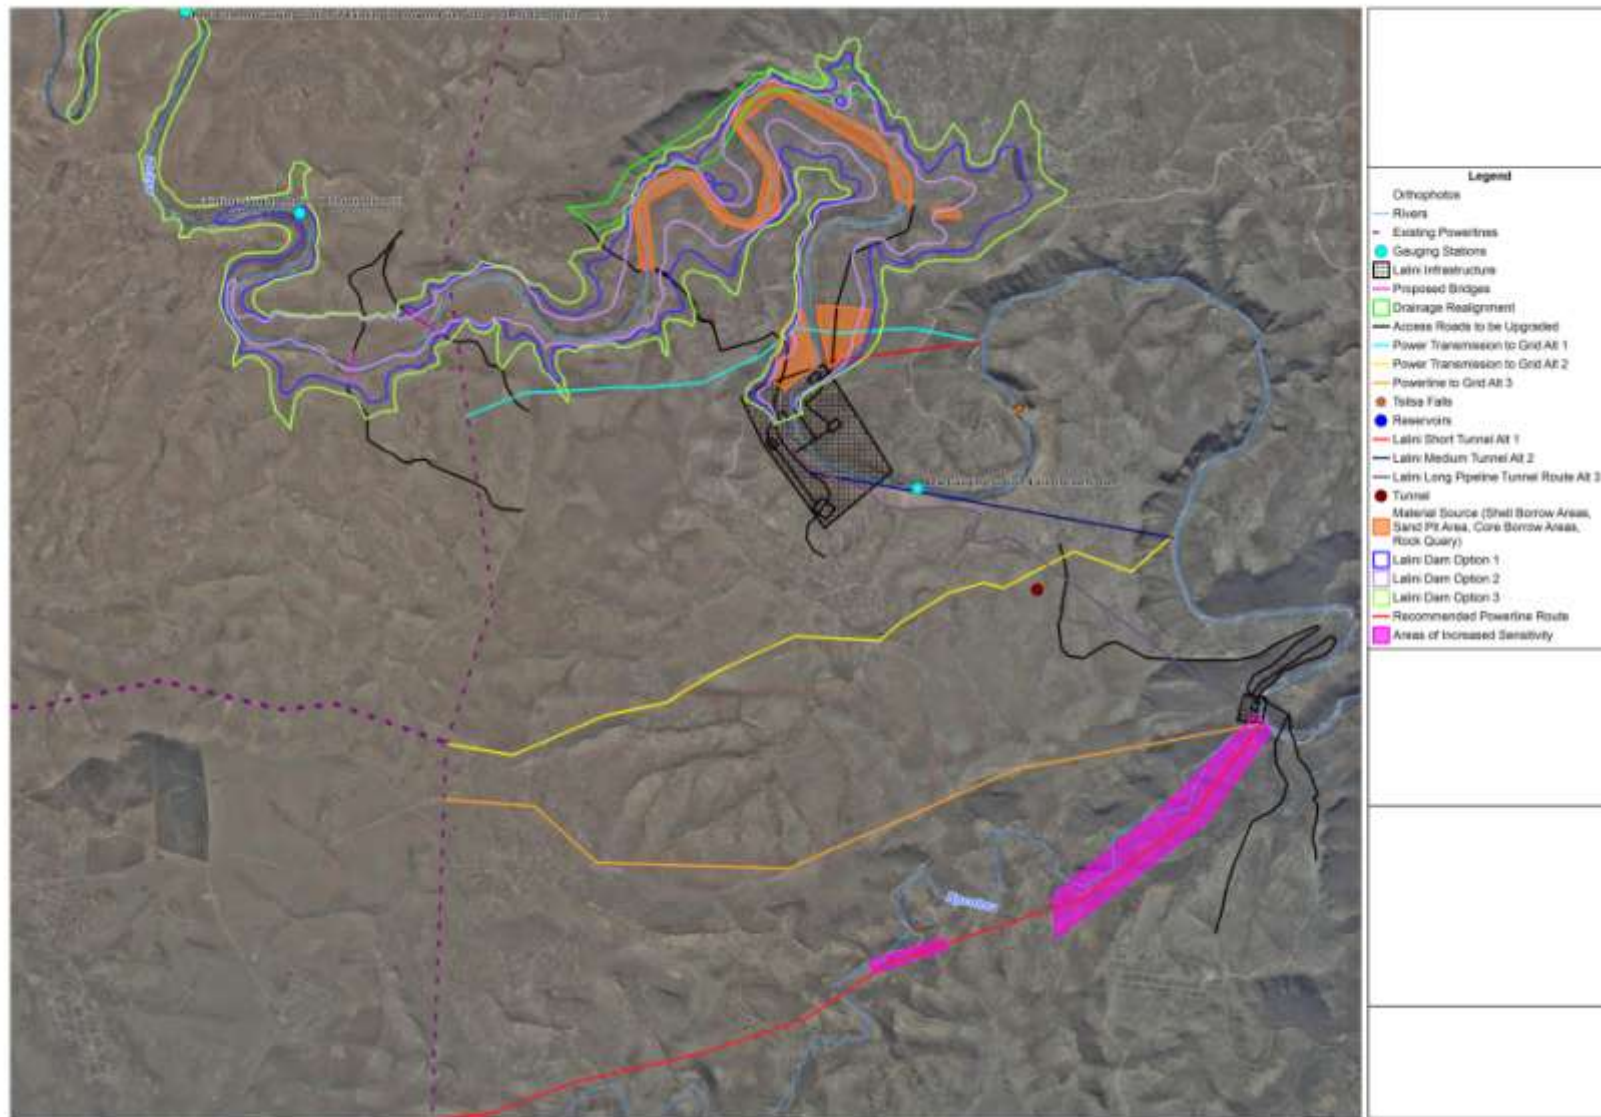 Legend
Orthophotos
Rivers
Existing Powerlines
Gauging Stations
Lalini Infrastructure
Proposed Bridges
Drainage Realignment
Access Roads to be Upgraded
Power Transmission to Grid Alt 1
Power Transmission to Grid Alt 2
Powerline to Grid Alt 3
Tsitsa Falls
Reservoirs
Lalini Short Tunnel Alt 1
Lalini Medium Tunnel Alt 2
Lalini Long Pipeline Tunnel Route Alt 3
Tunnel
Material Source (Shell Borrow Areas,
Sand Pit Area, Core Borrow Areas,
Rock Quary)
Lalini Dam Option 1
Lalini Dam Option 2
Lalini Dam Option 3
Recommended Powerline Route
Areas of Increased Sensitivity